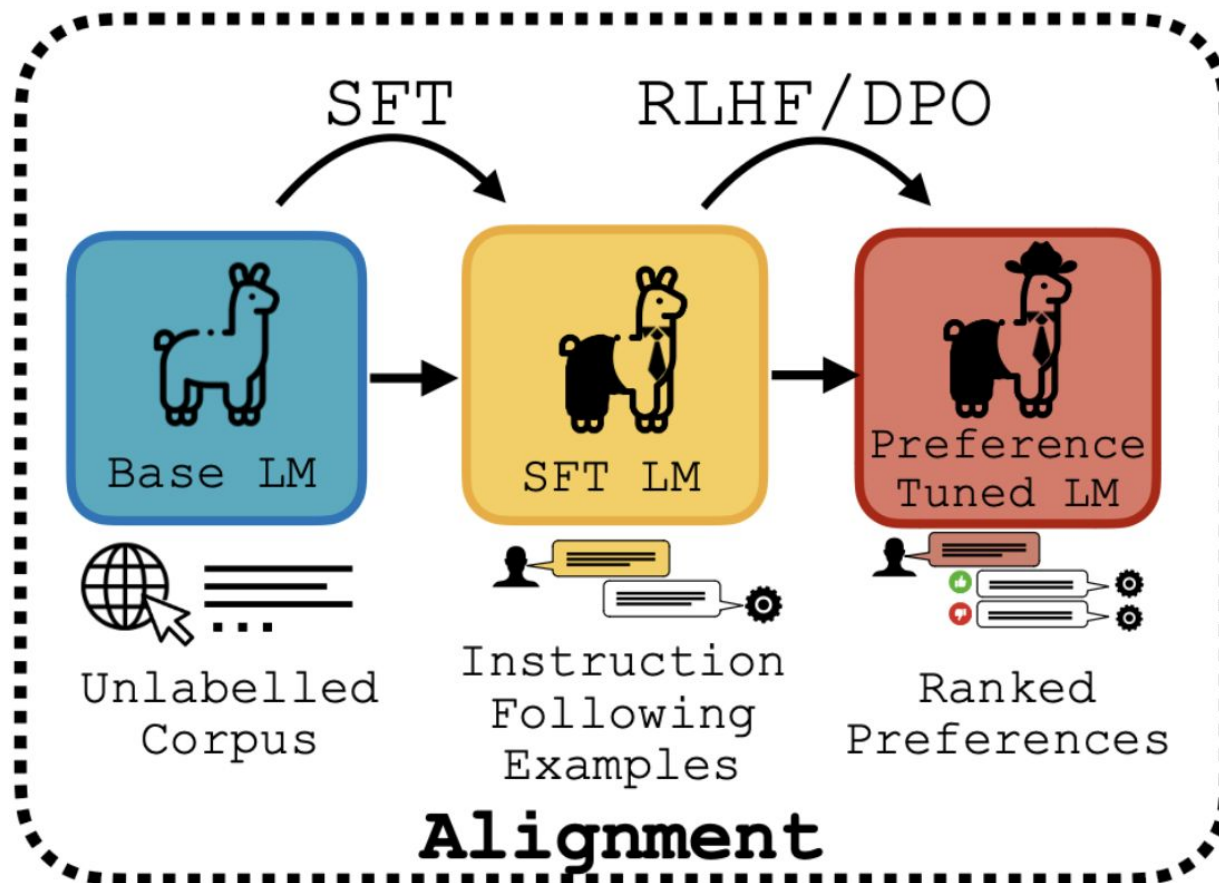 SFT
RLHF/DPO
Base LM
SFT LM
Preference
Tuned LM
Unlabelled
Corpus
Instruction
Following
Examples
Ranked
Preferences
Alignment